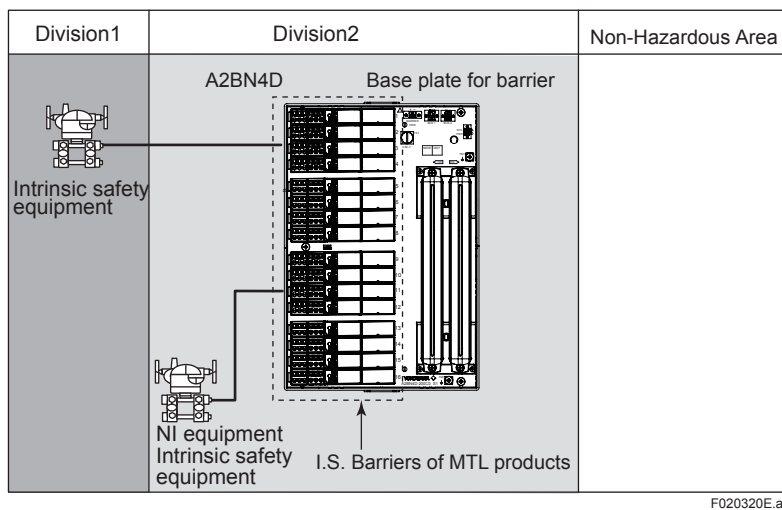 Division1
Division2
Non-Hazardous Area
A2BN4D
Base plate for barrier
Intrinsic safety
equipment
NI equipment
Intrinsic safety
equipment
I.S. Barriers of MTL products
F020320E.a